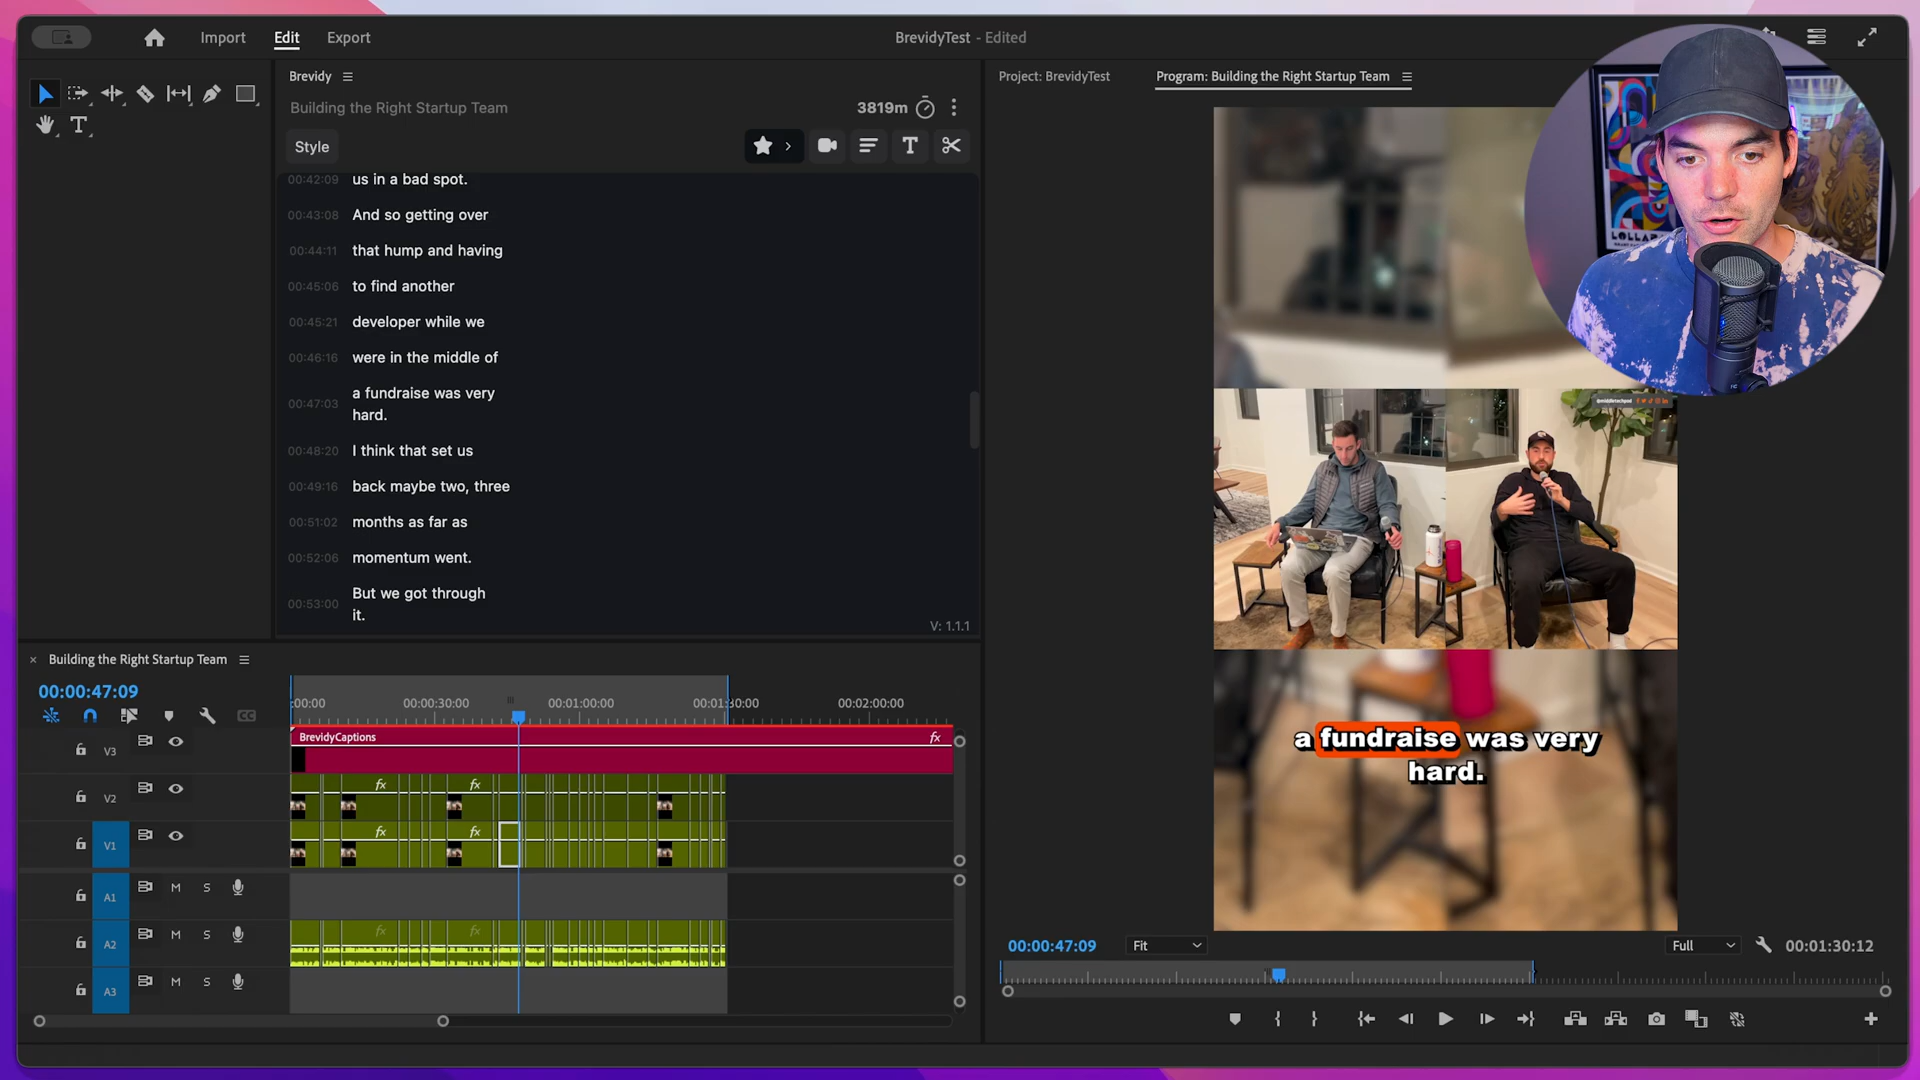 Import Edit Export
BrevidyTest - Edited
Brevidy
Building the Right Startup Team
3819m
Style
00:42:09 us in a bad spot.
00:43:08 And so getting over
00:44:11 that hump and having
00:45:06 to find another
00:45:21 developer while we
00:46:16 were in the middle of
00:47:03 a fundraise was very
hard.
00:48:20 I think that set us
00:49:16 back maybe two, three
00:51:02 months as far as
00:52:06 momentum went.
00:53:00 But we got through
it.
V: 1.1.1
Project: BrevidyTest
Program: Building the Right Startup Team
LOLLA
@middletechpod
a fundraise was very
hard.
00:00:47:09
Fit
Full
00:01:30:12
× Building the Right Startup Team
00:00:47:09
:00:00 00:00:30:00 00:01:00:00 00:01:30:00 00:02:00:00
BrevidyCaptions fx
V3
fx fx
V2
fx fx
V1
A1 M S
fx fx
A2 M S
A3 M S